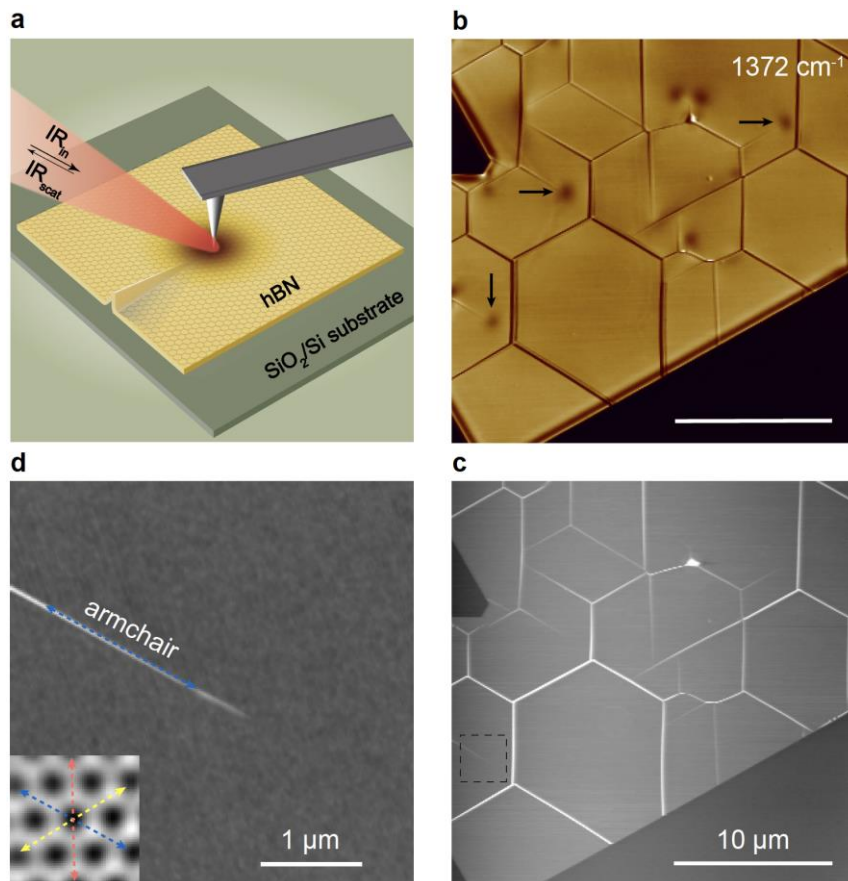 a
IR_in
IR_scat
hBN
SiO₂/Si substrate
b
1372 cm⁻¹
d
armchair
1 μm
c
10 μm